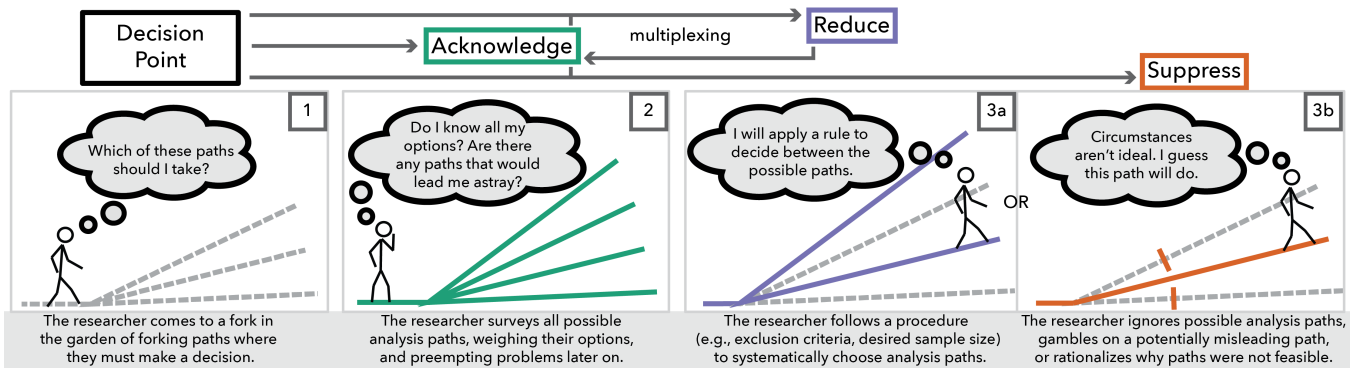 Decision
Point
Acknowledge
multiplexing
Reduce
Suppress
1
Which of these paths
should I take?
The researcher comes to a fork in
the garden of forking paths where
they must make a decision.
2
Do I know all my
options? Are there
any paths that would
lead me astray?
The researcher surveys all possible
analysis paths, weighing their options,
and preempting problems later on.
3a
I will apply a rule to
decide between the
possible paths.
OR
The researcher follows a procedure
(e.g., exclusion criteria, desired sample size)
to systematically choose analysis paths.
3b
Circumstances
aren't ideal. I guess
this path will do.
The researcher ignores possible analysis paths,
gambles on a potentially misleading path,
or rationalizes why paths were not feasible.